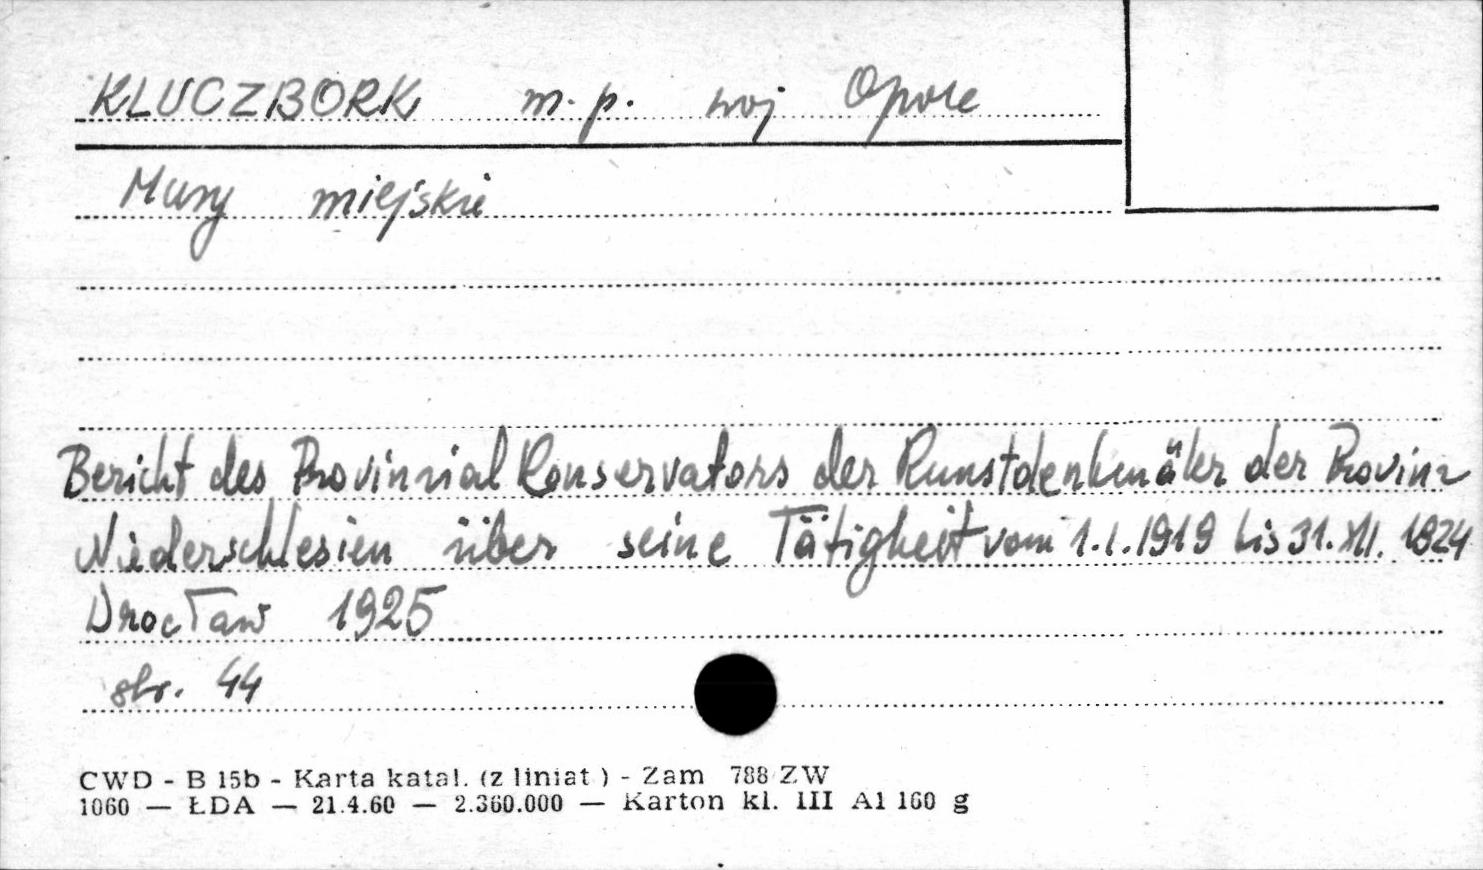 KLUCZBORK m. p. woj Opole
Mury miejskie
Bericht des Provinzial Konservators der Kunstdenkmäler der Provinz
Niederschlesien über seine Tätigkeit vom 1.I.1919 bis 31.XII. 1924
Wrocław 1925
str. 44
CWD - B 15b - Karta katal. (z liniat ) - Zam 788 ZW
1060 — ŁDA — 21.4.60 — 2.360.000 — Karton kl. III A1 160 g